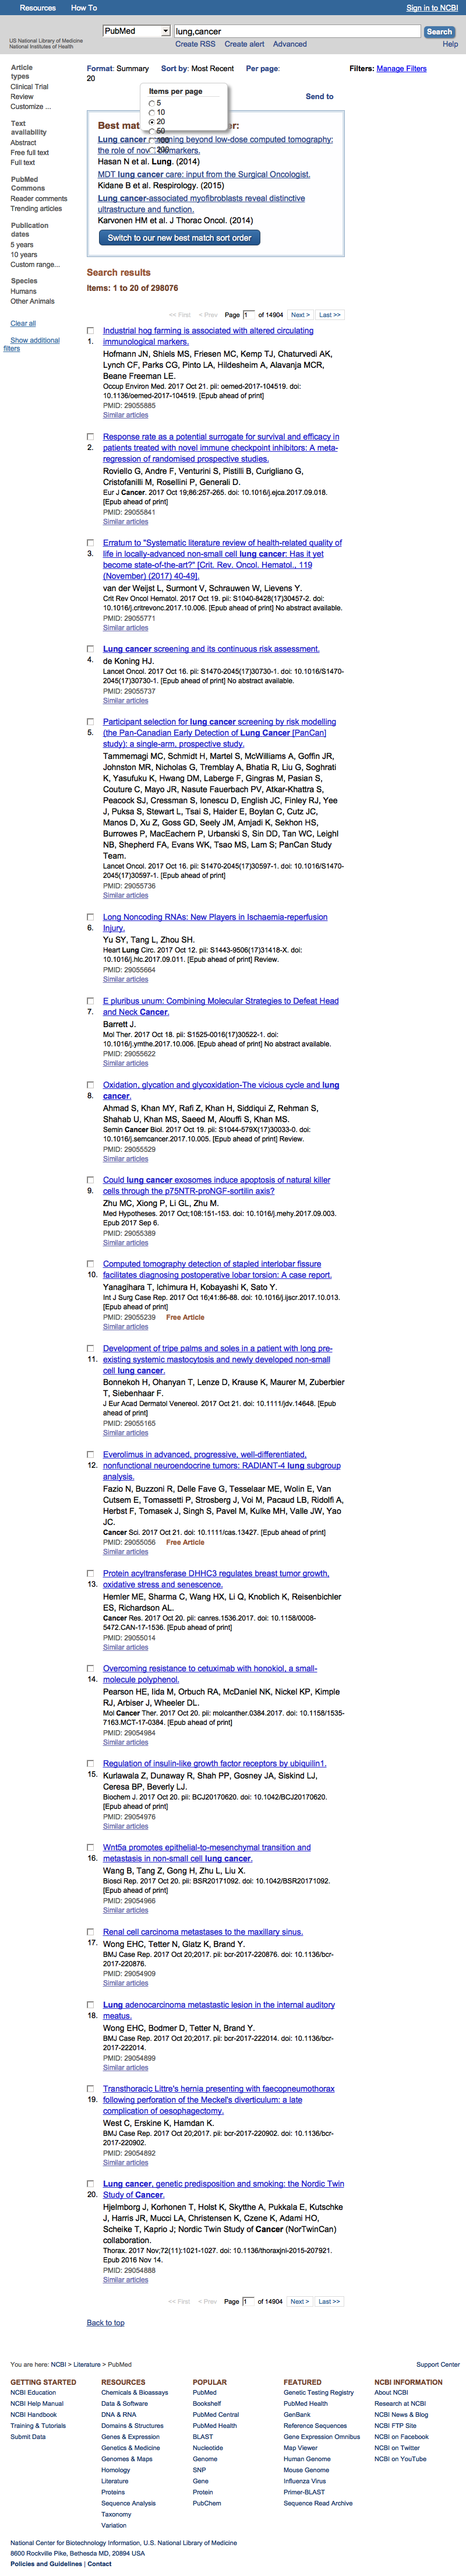 Resources How To Sign in to NCBI
US National Library of Medicine
National Institutes of Health
PubMed lung,cancer Search
Create RSS Create alert Advanced Help
Article
types
Clinical Trial
Review
Customize ...
Text
availability
Abstract
Free full text
Full text
PubMed
Commons
Reader comments
Trending articles
Publication
dates
5 years
10 years
Custom range...
Species
Humans
Other Animals
Clear all
Show additional
filters
Format: Summary Sort by: Most Recent Per page:
20
Send to
Filters: Manage Filters
Items per page
5
10
20
50
100
200
Best mat r:
Lung cancer ning beyond low-dose computed tomography:
the role of nov markers.
Hasan N et al. Lung. (2014)
MDT lung cancer care: input from the Surgical Oncologist.
Kidane B et al. Respirology. (2015)
Lung cancer-associated myofibroblasts reveal distinctive
ultrastructure and function.
Karvonen HM et al. J Thorac Oncol. (2014)
Switch to our new best match sort order
Search results
Items: 1 to 20 of 298076
<< First < Prev Page 1 of 14904 Next > Last >>
Industrial hog farming is associated with altered circulating
1. immunological markers.
Hofmann JN, Shiels MS, Friesen MC, Kemp TJ, Chaturvedi AK,
Lynch CF, Parks CG, Pinto LA, Hildesheim A, Alavanja MCR,
Beane Freeman LE.
Occup Environ Med. 2017 Oct 21. pii: oemed-2017-104519. doi:
10.1136/oemed-2017-104519. [Epub ahead of print]
PMID: 29055885
Similar articles
Response rate as a potential surrogate for survival and efficacy in
2. patients treated with novel immune checkpoint inhibitors: A meta-
regression of randomised prospective studies.
Roviello G, Andre F, Venturini S, Pistilli B, Curigliano G,
Cristofanilli M, Rosellini P, Generali D.
Eur J Cancer. 2017 Oct 19;86:257-265. doi: 10.1016/j.ejca.2017.09.018.
[Epub ahead of print]
PMID: 29055841
Similar articles
Erratum to "Systematic literature review of health-related quality of
3. life in locally-advanced non-small cell lung cancer: Has it yet
become state-of-the-art?" [Crit. Rev. Oncol. Hematol., 119
(November) (2017) 40-49].
van der Weijst L, Surmont V, Schrauwen W, Lievens Y.
Crit Rev Oncol Hematol. 2017 Oct 19. pii: S1040-8428(17)30457-2. doi:
10.1016/j.critrevonc.2017.10.006. [Epub ahead of print] No abstract available.
PMID: 29055771
Similar articles
Lung cancer screening and its continuous risk assessment.
4. de Koning HJ.
Lancet Oncol. 2017 Oct 16. pii: S1470-2045(17)30730-1. doi: 10.1016/S1470-
2045(17)30730-1. [Epub ahead of print] No abstract available.
PMID: 29055737
Similar articles
Participant selection for lung cancer screening by risk modelling
5. (the Pan-Canadian Early Detection of Lung Cancer [PanCan]
study): a single-arm, prospective study.
Tammemagi MC, Schmidt H, Martel S, McWilliams A, Goffin JR,
Johnston MR, Nicholas G, Tremblay A, Bhatia R, Liu G, Soghrati
K, Yasufuku K, Hwang DM, Laberge F, Gingras M, Pasian S,
Couture C, Mayo JR, Nasute Fauerbach PV, Atkar-Khattra S,
Peacock SJ, Cressman S, Ionescu D, English JC, Finley RJ, Yee
J, Puksa S, Stewart L, Tsai S, Haider E, Boylan C, Cutz JC,
Manos D, Xu Z, Goss GD, Seely JM, Amjadi K, Sekhon HS,
Burrowes P, MacEachern P, Urbanski S, Sin DD, Tan WC, Leighl
NB, Shepherd FA, Evans WK, Tsao MS, Lam S; PanCan Study
Team.
Lancet Oncol. 2017 Oct 16. pii: S1470-2045(17)30597-1. doi: 10.1016/S1470-
2045(17)30597-1. [Epub ahead of print]
PMID: 29055736
Similar articles
Long Noncoding RNAs: New Players in Ischaemia-reperfusion
6. Injury.
Yu SY, Tang L, Zhou SH.
Heart Lung Circ. 2017 Oct 12. pii: S1443-9506(17)31418-X. doi:
10.1016/j.hlc.2017.09.011. [Epub ahead of print] Review.
PMID: 29055664
Similar articles
E pluribus unum: Combining Molecular Strategies to Defeat Head
7. and Neck Cancer.
Barrett J.
Mol Ther. 2017 Oct 18. pii: S1525-0016(17)30522-1. doi:
10.1016/j.ymthe.2017.10.006. [Epub ahead of print] No abstract available.
PMID: 29055622
Similar articles
Oxidation, glycation and glycoxidation-The vicious cycle and lung
8. cancer.
Ahmad S, Khan MY, Rafi Z, Khan H, Siddiqui Z, Rehman S,
Shahab U, Khan MS, Saeed M, Alouffi S, Khan MS.
Semin Cancer Biol. 2017 Oct 19. pii: S1044-579X(17)30033-0. doi:
10.1016/j.semcancer.2017.10.005. [Epub ahead of print] Review.
PMID: 29055529
Similar articles
Could lung cancer exosomes induce apoptosis of natural killer
9. cells through the p75NTR-proNGF-sortilin axis?
Zhu MC, Xiong P, Li GL, Zhu M.
Med Hypotheses. 2017 Oct;108:151-153. doi: 10.1016/j.mehy.2017.09.003.
Epub 2017 Sep 6.
PMID: 29055389
Similar articles
Computed tomography detection of stapled interlobar fissure
10. facilitates diagnosing postoperative lobar torsion: A case report.
Yanagihara T, Ichimura H, Kobayashi K, Sato Y.
Int J Surg Case Rep. 2017 Oct 16;41:86-88. doi: 10.1016/j.ijscr.2017.10.013.
[Epub ahead of print]
PMID: 29055239 Free Article
Similar articles
Development of tripe palms and soles in a patient with long pre-
11. existing systemic mastocytosis and newly developed non-small
cell lung cancer.
Bonnekoh H, Ohanyan T, Lenze D, Krause K, Maurer M, Zuberbier
T, Siebenhaar F.
J Eur Acad Dermatol Venereol. 2017 Oct 21. doi: 10.1111/jdv.14648. [Epub
ahead of print]
PMID: 29055165
Similar articles
Everolimus in advanced, progressive, well-differentiated,
12. nonfunctional neuroendocrine tumors: RADIANT-4 lung subgroup
analysis.
Fazio N, Buzzoni R, Delle Fave G, Tesselaar ME, Wolin E, Van
Cutsem E, Tomassetti P, Strosberg J, Voi M, Pacaud LB, Ridolfi A,
Herbst F, Tomasek J, Singh S, Pavel M, Kulke MH, Valle JW, Yao
JC.
Cancer Sci. 2017 Oct 21. doi: 10.1111/cas.13427. [Epub ahead of print]
PMID: 29055056 Free Article
Similar articles
Protein acyltransferase DHHC3 regulates breast tumor growth,
13. oxidative stress and senescence.
Hemler ME, Sharma C, Wang HX, Li Q, Knoblich K, Reisenbichler
ES, Richardson AL.
Cancer Res. 2017 Oct 20. pii: canres.1536.2017. doi: 10.1158/0008-
5472.CAN-17-1536. [Epub ahead of print]
PMID: 29055014
Similar articles
Overcoming resistance to cetuximab with honokiol, a small-
14. molecule polyphenol.
Pearson HE, Iida M, Orbuch RA, McDaniel NK, Nickel KP, Kimple
RJ, Arbiser J, Wheeler DL.
Mol Cancer Ther. 2017 Oct 20. pii: molcanther.0384.2017. doi: 10.1158/1535-
7163.MCT-17-0384. [Epub ahead of print]
PMID: 29054984
Similar articles
Regulation of insulin-like growth factor receptors by ubiquilin1.
15. Kurlawala Z, Dunaway R, Shah PP, Gosney JA, Siskind LJ,
Ceresa BP, Beverly LJ.
Biochem J. 2017 Oct 20. pii: BCJ20170620. doi: 10.1042/BCJ20170620.
[Epub ahead of print]
PMID: 29054976
Similar articles
Wnt5a promotes epithelial-to-mesenchymal transition and
16. metastasis in non-small cell lung cancer.
Wang B, Tang Z, Gong H, Zhu L, Liu X.
Biosci Rep. 2017 Oct 20. pii: BSR20171092. doi: 10.1042/BSR20171092.
[Epub ahead of print]
PMID: 29054966
Similar articles
Renal cell carcinoma metastases to the maxillary sinus.
17. Wong EHC, Tetter N, Glatz K, Brand Y.
BMJ Case Rep. 2017 Oct 20;2017. pii: bcr-2017-220876. doi: 10.1136/bcr-
2017-220876.
PMID: 29054909
Similar articles
Lung adenocarcinoma metastastic lesion in the internal auditory
18. meatus.
Wong EHC, Bodmer D, Tetter N, Brand Y.
BMJ Case Rep. 2017 Oct 20;2017. pii: bcr-2017-222014. doi: 10.1136/bcr-
2017-222014.
PMID: 29054899
Similar articles
Transthoracic Littre's hernia presenting with faecopneumothorax
19. following perforation of the Meckel's diverticulum: a late
complication of oesophagectomy.
West C, Erskine K, Hamdan K.
BMJ Case Rep. 2017 Oct 20;2017. pii: bcr-2017-220902. doi: 10.1136/bcr-
2017-220902.
PMID: 29054892
Similar articles
Lung cancer, genetic predisposition and smoking: the Nordic Twin
20. Study of Cancer.
Hjelmborg J, Korhonen T, Holst K, Skytthe A, Pukkala E, Kutschke
J, Harris JR, Mucci LA, Christensen K, Czene K, Adami HO,
Scheike T, Kaprio J; Nordic Twin Study of Cancer (NorTwinCan)
collaboration.
Thorax. 2017 Nov;72(11):1021-1027. doi: 10.1136/thoraxjnl-2015-207921.
Epub 2016 Nov 14.
PMID: 29054888
Similar articles
<< First < Prev Page 1 of 14904 Next > Last >>
Back to top
You are here: NCBI > Literature > PubMed Support Center
GETTING STARTED
NCBI Education
NCBI Help Manual
NCBI Handbook
Training & Tutorials
Submit Data
RESOURCES
Chemicals & Bioassays
Data & Software
DNA & RNA
Domains & Structures
Genes & Expression
Genetics & Medicine
Genomes & Maps
Homology
Literature
Proteins
Sequence Analysis
Taxonomy
Variation
POPULAR
PubMed
Bookshelf
PubMed Central
PubMed Health
BLAST
Nucleotide
Genome
SNP
Gene
Protein
PubChem
FEATURED
Genetic Testing Registry
PubMed Health
GenBank
Reference Sequences
Gene Expression Omnibus
Map Viewer
Human Genome
Mouse Genome
Influenza Virus
Primer-BLAST
Sequence Read Archive
NCBI INFORMATION
About NCBI
Research at NCBI
NCBI News & Blog
NCBI FTP Site
NCBI on Facebook
NCBI on Twitter
NCBI on YouTube
National Center for Biotechnology Information, U.S. National Library of Medicine
8600 Rockville Pike, Bethesda MD, 20894 USA
Policies and Guidelines | Contact